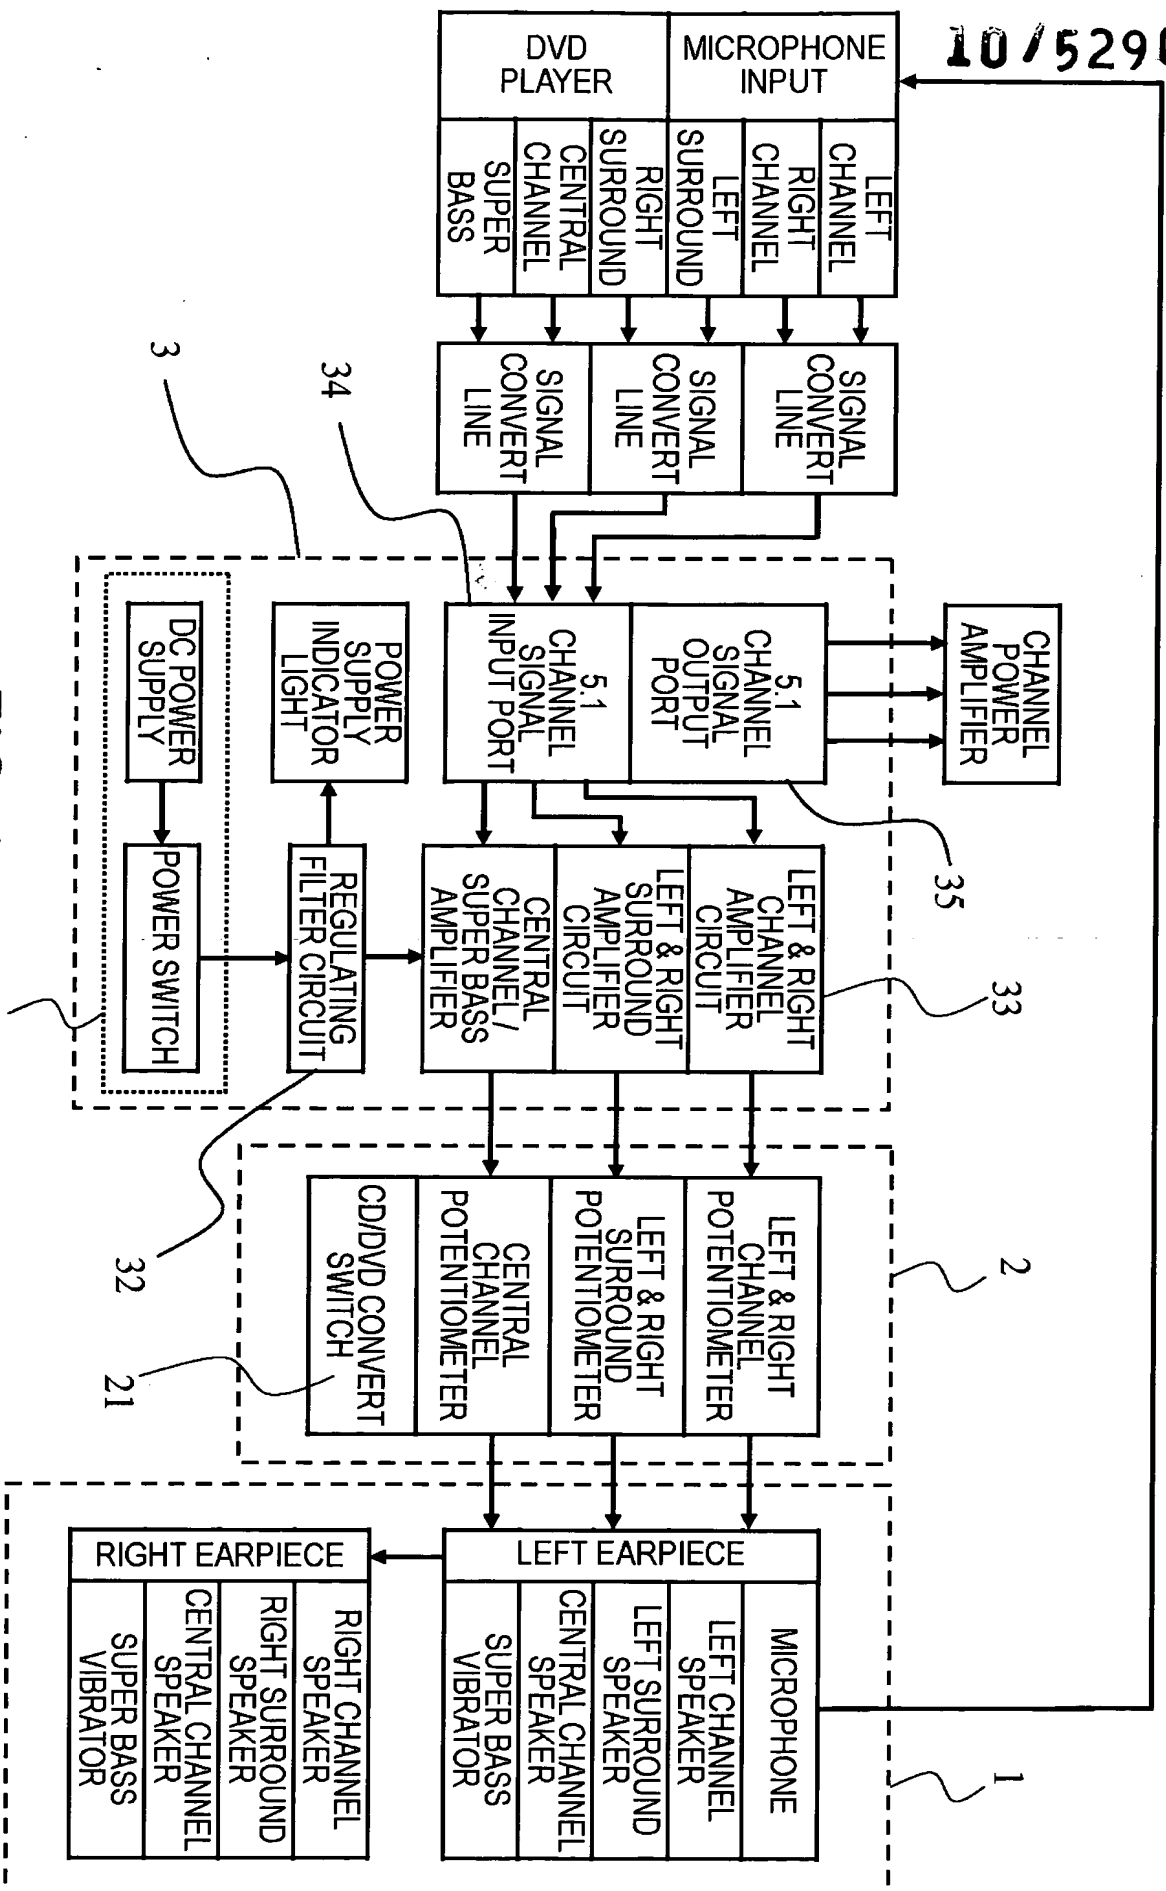 10/529
DVD
PLAYER
MICROPHONE
INPUT
LEFT
CHANNEL
RIGHT
CHANNEL
LEFT
SURROUND
RIGHT
SURROUND
CENTRAL
CHANNEL
SUPER
BASS
SIGNAL
CONVERT
LINE
SIGNAL
CONVERT
LINE
SIGNAL
CONVERT
LINE
3
34
CHANNEL
POWER
AMPLIFIER
5.1
CHANNEL
SIGNAL
OUTPUT
PORT
5.1
CHANNEL
SIGNAL
INPUT PORT
POWER
SUPPLY
INDICATOR
LIGHT
DC POWER
SUPPLY
35
33
LEFT & RIGHT
CHANNEL
AMPLIFIER
CIRCUIT
LEFT & RIGHT
SURROUND
AMPLIFIER
CIRCUIT
CENTRAL
CHANNEL/
SUPER BASS
AMPLIFIER
REGULATING
FILTER CIRCUIT
POWER SWITCH
32
2
LEFT & RIGHT
CHANNEL
POTENTIOMETER
LEFT & RIGHT
SURROUND
POTENTIOMETER
CENTRAL
CHANNEL
POTENTIOMETER
CD/DVD CONVERT
SWITCH
21
1
LEFT EARPIECE
MICROPHONE
LEFT CHANNEL
SPEAKER
LEFT SURROUND
SPEAKER
CENTRAL CHANNEL
SPEAKER
SUPER BASS
VIBRATOR
RIGHT EARPIECE
RIGHT CHANNEL
SPEAKER
RIGHT SURROUND
SPEAKER
CENTRAL CHANNEL
SPEAKER
SUPER BASS
VIBRATOR